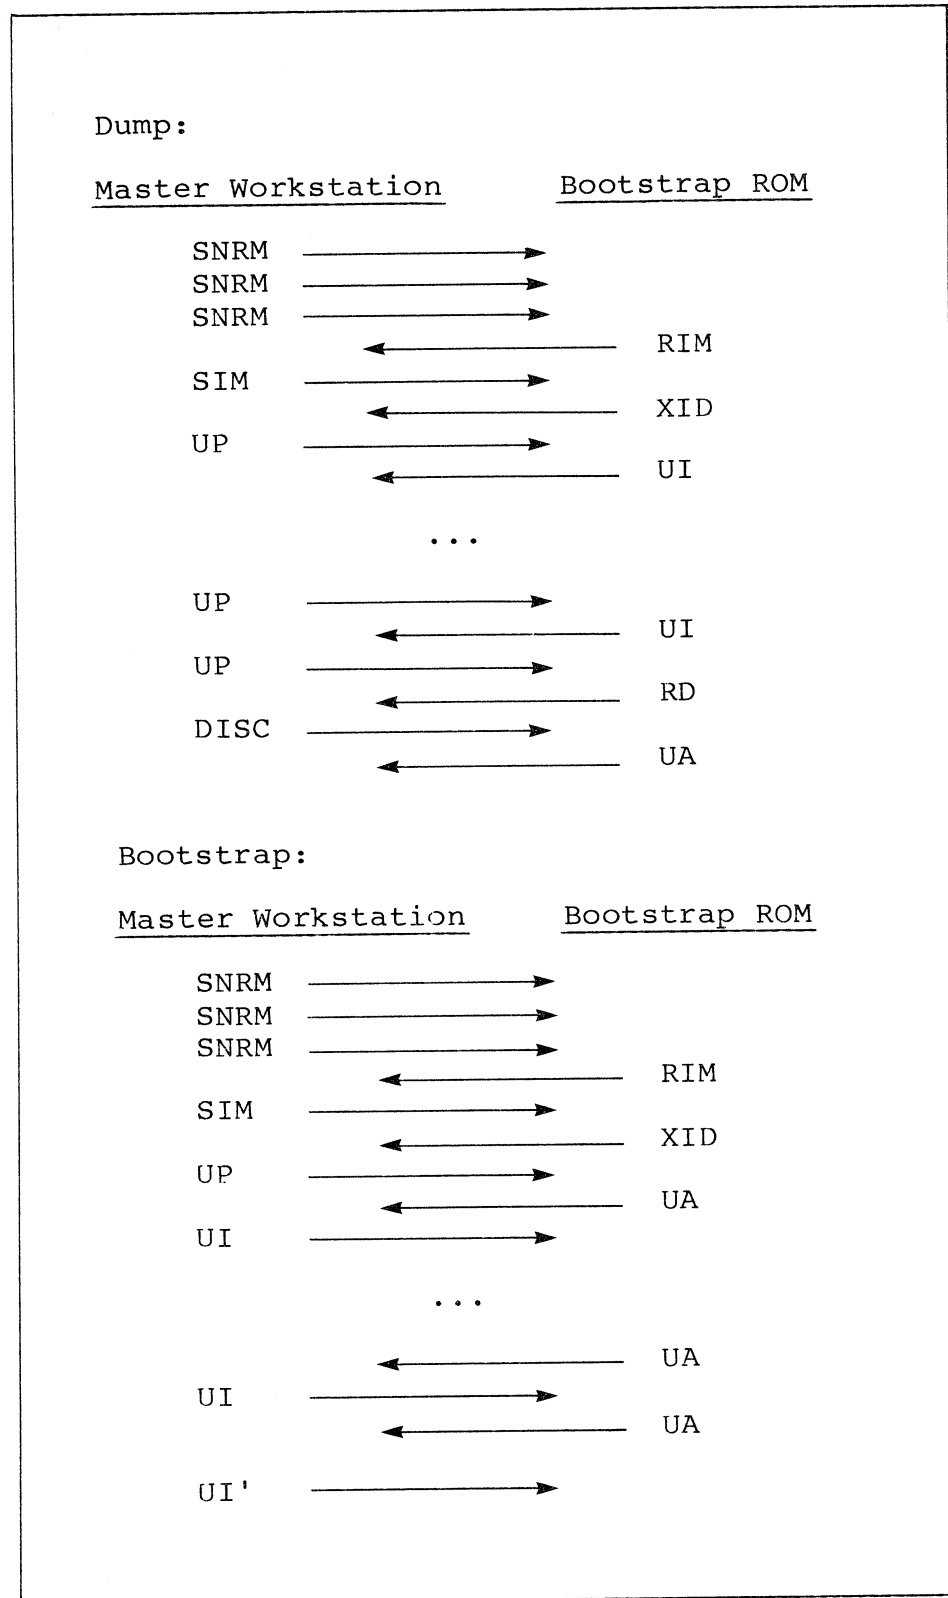 Dump:
Master Workstation Bootstrap ROM
SNRM
SNRM
SNRM
RIM
SIM
XID
UP
UI
...
UP
UI
UP
RD
DISC
UA
Bootstrap:
Master Workstation Bootstrap ROM
SNRM
SNRM
SNRM
RIM
SIM
XID
UP
UA
UI
...
UA
UI
UA
UI'